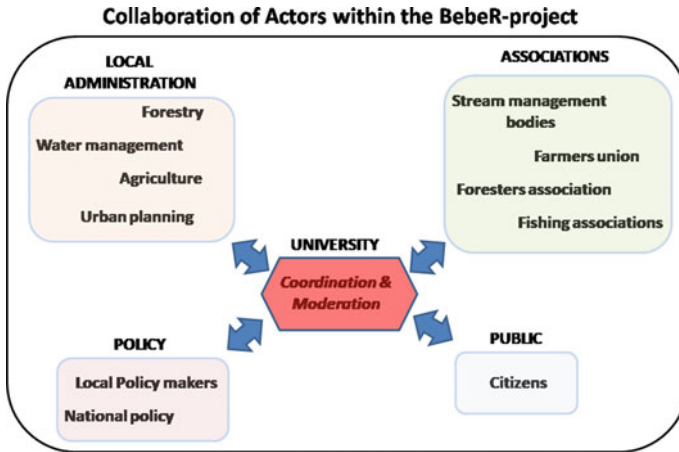 Collaboration of Actors within the BebeR-project
LOCAL
ADMINISTRATION
Forestry
Water management
Agriculture
Urban planning
ASSOCIATIONS
Stream management
bodies
Farmers union
Foresters association
Fishing associations
UNIVERSITY
Coordination &
Moderation
POLICY
Local Policy makers
National policy
PUBLIC
Citizens